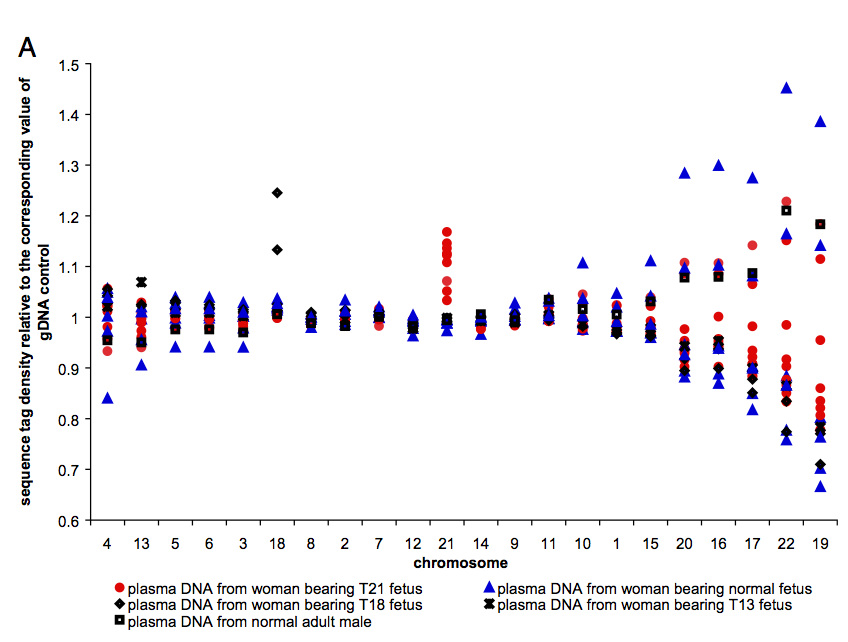 A
sequence tag density relative to the corresponding value of
gDNA control
1.5
1.4
1.3
1.2
1.1
1
0.9
0.8
0.7
0.6
4 13 5 6 3 18 8 2 7 12 21 14 9 11 10 1 15 20 16 17 22 19
chromosome
plasma DNA from woman bearing T21 fetus
plasma DNA from woman bearing normal fetus
plasma DNA from woman bearing T18 fetus
plasma DNA from woman bearing T13 fetus
plasma DNA from normal adult male